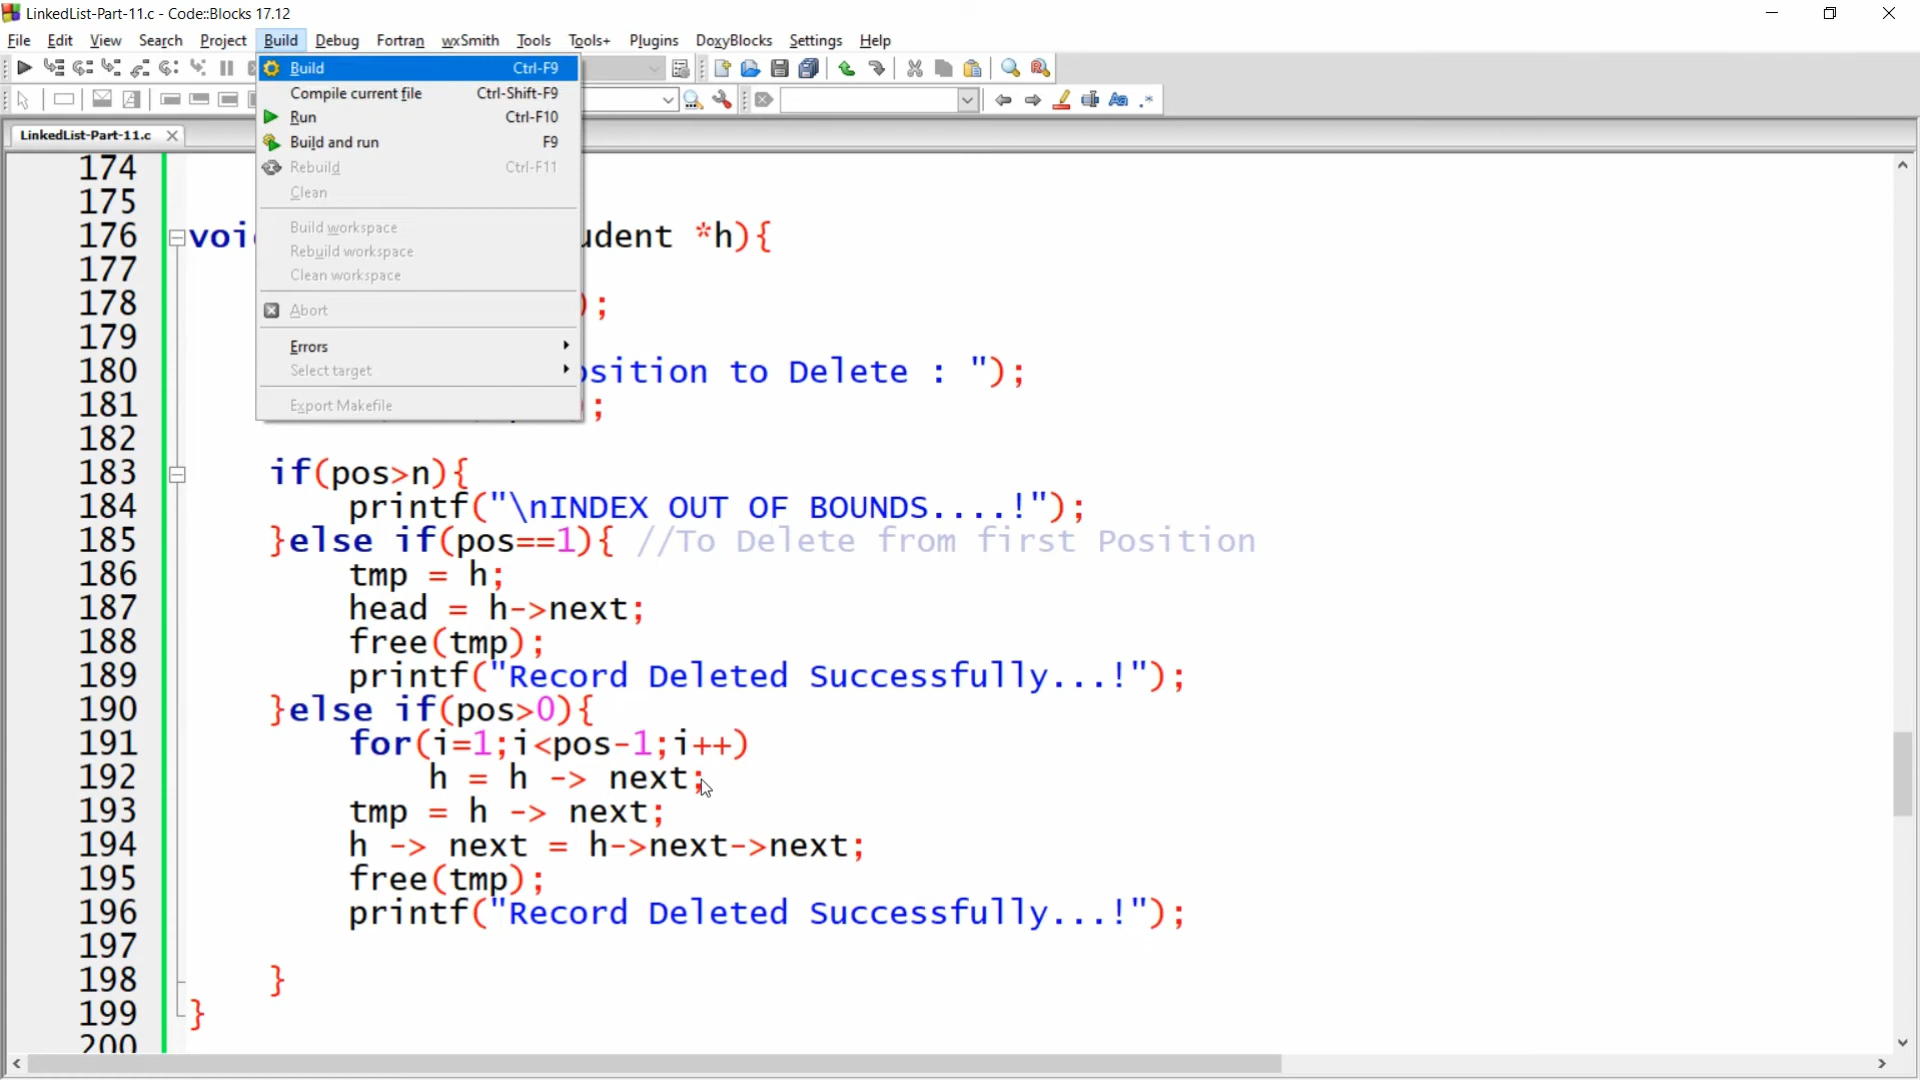 LinkedList-Part-11.c - Code::Blocks 17.12
File Edit View Search Project Build Debug Fortran wxSmith Tools Tools+ Plugins DoxyBlocks Settings Help
LinkedList-Part-11.c
Build Ctrl-F9
Compile current file Ctrl-Shift-F9
Run Ctrl-F10
Build and run F9
Rebuild Ctrl-F11
Clean
Build workspace
Rebuild workspace
Clean workspace
Abort
Errors
Select target
Export Makefile
174
175
176 voi udent *h){
177
178 );
179
180 osition to Delete : ");
181 );
182
183 if(pos>n){
184 printf("\nINDEX OUT OF BOUNDS....!");
185 }else if(pos==1){ //To Delete from first Position
186 tmp = h;
187 head = h->next;
188 free(tmp);
189 printf("Record Deleted Successfully...!");
190 }else if(pos>0){
191 for(i=1;i<pos-1;i++)
192 h = h -> next;
193 tmp = h -> next;
194 h -> next = h->next->next;
195 free(tmp);
196 printf("Record Deleted Successfully...!");
197
198 }
199 }
200